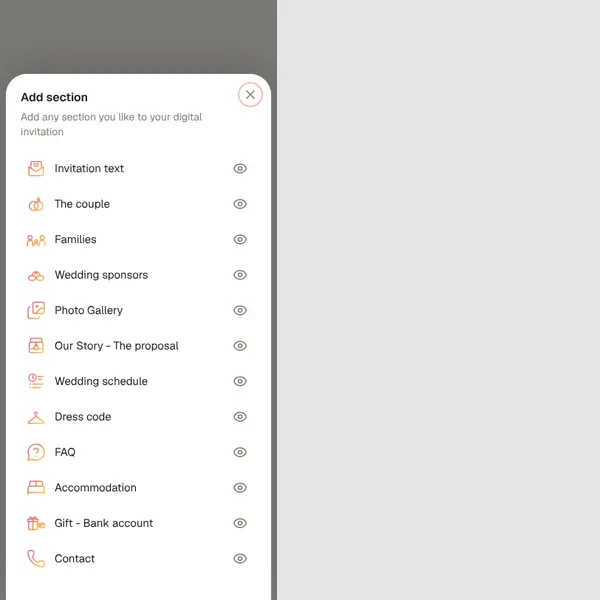 Add section
Add any section you like to your digital
invitation
Invitation text
The couple
Families
Wedding sponsors
Photo Gallery
Our Story - The proposal
Wedding schedule
Dress code
FAQ
Accommodation
Gift - Bank account
Contact